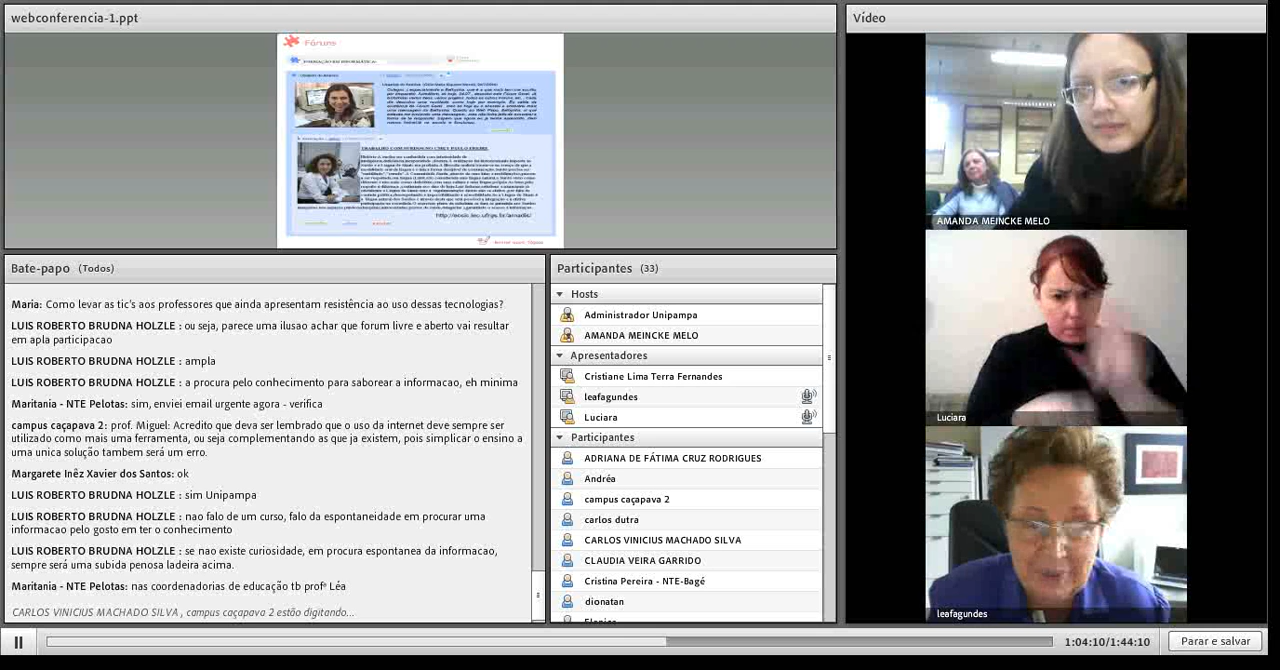 webconferencia-1.ppt
Fóruns
http://ecsic.lec.ufrgs.br/amadis/
Bate-papo (Todos)
Maria: Como levar as tic's aos professores que ainda apresentam resistência ao uso dessas tecnologias?
LUIS ROBERTO BRUDNA HOLZLE : ou seja, parece uma ilusao achar que forum livre e aberto vai resultar
em apla participacao
LUIS ROBERTO BRUDNA HOLZLE : ampla
LUIS ROBERTO BRUDNA HOLZLE : a procura pelo conhecimento para saborear a informacao, eh minima
Maritania - NTE Pelotas: sim, enviei email urgente agora - verifica
campus caçapava 2: prof. Miguel: Acredito que deva ser lembrado que o uso da internet deve sempre ser
utilizado como mais uma ferramenta, ou seja complementando as que ja existem, pois simplicar o ensino a
uma unica solução tambem será um erro.
Margarete Inêz Xavier dos Santos: ok
LUIS ROBERTO BRUDNA HOLZLE : sim Unipampa
LUIS ROBERTO BRUDNA HOLZLE : nao falo de um curso, falo da espontaneidade em procurar uma
informacao pelo gosto em ter o conhecimento
LUIS ROBERTO BRUDNA HOLZLE : se nao existe curiosidade, em procura espontanea da informacao,
sempre será uma subida penosa ladeira acima.
Maritania - NTE Pelotas: nas coordenadorias de educação tb profª Léa
CARLOS VINICIUS MACHADO SILVA , campus caçapava 2 estão digitando...
Participantes (33)
Hosts
Administrador Unipampa
AMANDA MEINCKE MELO
Apresentadores
Cristiane Lima Terra Fernandes
leafagundes
Luciara
Participantes
ADRIANA DE FÁTIMA CRUZ RODRIGUES
Andréa
campus caçapava 2
carlos dutra
CARLOS VINICIUS MACHADO SILVA
CLAUDIA VEIRA GARRIDO
Cristina Pereira - NTE-Bagé
dionatan
Vídeo
AMANDA MEINCKE MELO
Luciara
leafagundes
1:04:10/1:44:10
Parar e salvar